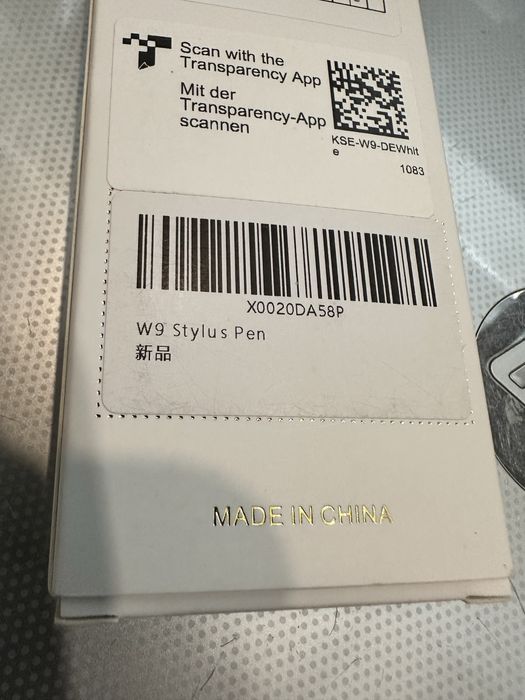 Scan with the
Transparency App
Mit der
Transparency-App
scannen
KSE-W9-DEWhit
e
1083
X0020DA58P
W9 Stylus Pen
新品
MADE IN CHINA